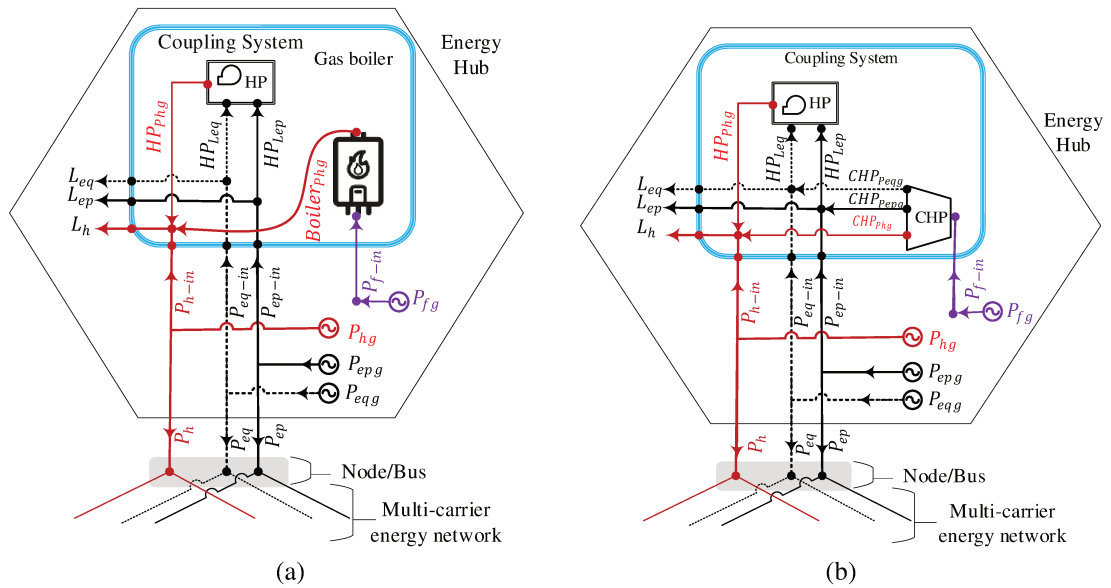 Coupling System
Gas boiler
Energy
Hub
HP
HP_Phg
HP_Leq
HP_Lep
Boiler_Phg
L_eq
L_ep
L_h
P_h−in
P_eq−in
P_ep−in
P_f−in
P_fg
P_hg
P_epg
P_eqg
P_h
P_eq
P_ep
Node/Bus
Multi-carrier
energy network
(a)
Coupling System
Energy
Hub
HP
HP_Phg
HP_Leq
HP_Lep
CHP_Peqg
CHP_Pepg
CHP_Phg
CHP
L_eq
L_ep
L_h
P_h−in
P_eq−in
P_ep−in
P_f−in
P_fg
P_hg
P_epg
P_eqg
P_h
P_eq
P_ep
Node/Bus
Multi-carrier
energy network
(b)